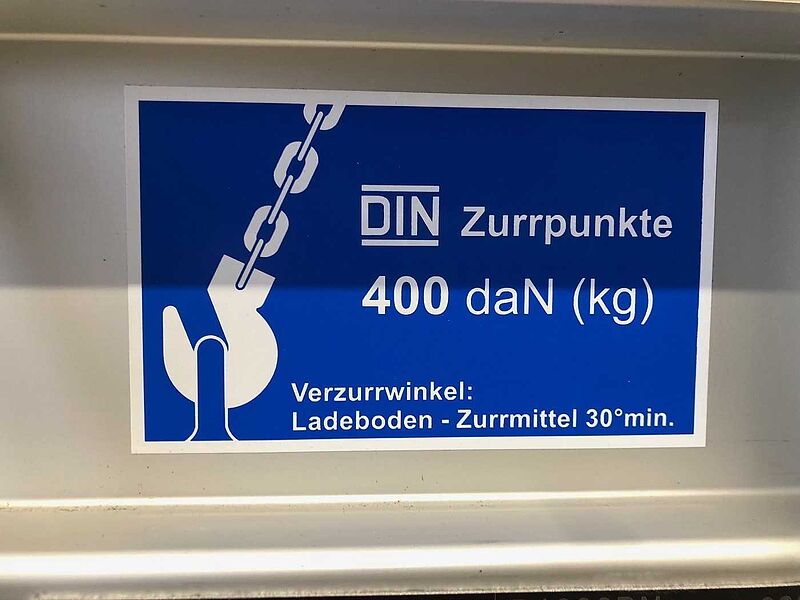 DIN Zurrpunkte
400 daN (kg)
Verzurrwinkel:
Ladeboden - Zurrmittel 30°min.